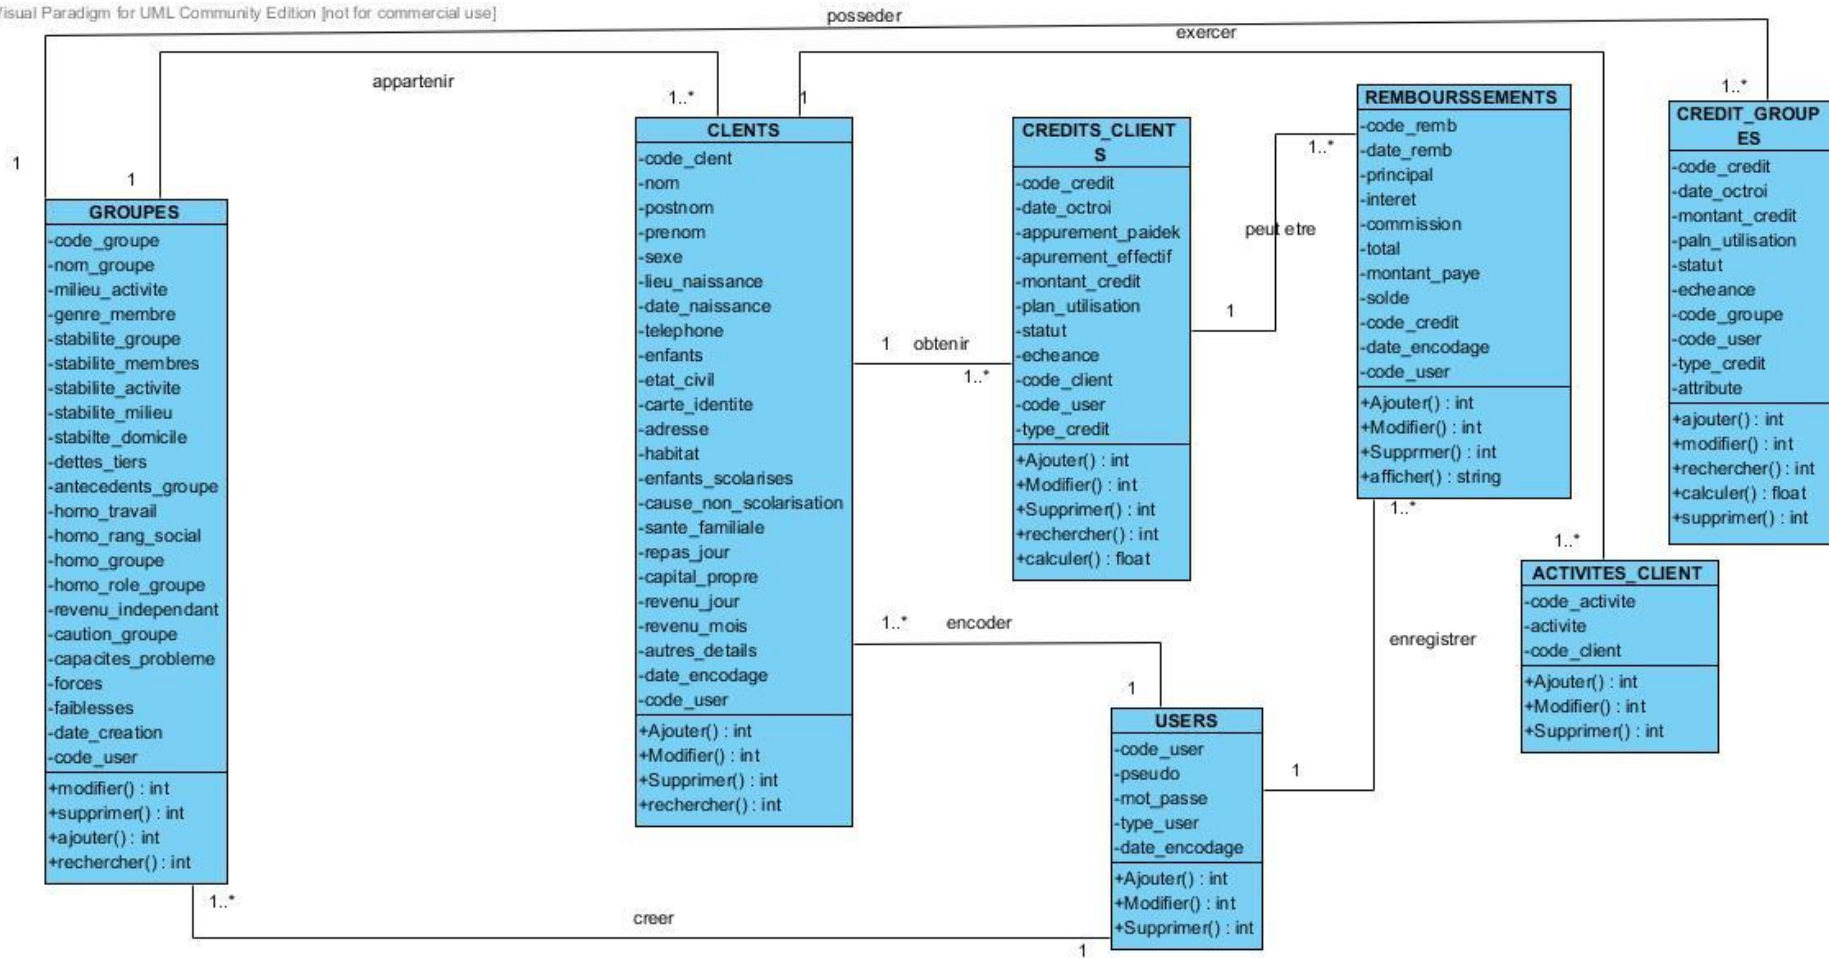 Visual Paradigm for UML Community Edition [not for commercial use]
posseder
exercer
appartenir
1..*
1
1..*
1
1
1..*
GROUPES
-code_groupe
-nom_groupe
-milieu_activite
-genre_membre
-stabilite_groupe
-stabilite_membres
-stabilite_activite
-stabilite_milieu
-stabilte_domicile
-dettes_tiers
-antecedents_groupe
-homo_travail
-homo_rang_social
-homo_groupe
-homo_role_groupe
-revenu_independant
-caution_groupe
-capacites_probleme
-forces
-faiblesses
-date_creation
-code_user
+modifier() : int
+supprimer() : int
+ajouter() : int
+rechercher() : int
1..*
creer
1
CLENTS
-code_clent
-nom
-postnom
-prenom
-sexe
-lieu_naissance
-date_naissance
-telephone
-enfants
-etat_civil
-carte_identite
-adresse
-habitat
-enfants_scolarises
-cause_non_scolarisation
-sante_familiale
-repas_jour
-capital_propre
-revenu_jour
-revenu_mois
-autres_details
-date_encodage
-code_user
+Ajouter() : int
+Modifier() : int
+Supprimer() : int
+rechercher() : int
1 obtenir
1..*
1..* encoder
1
CREDITS_CLIENT
S
-code_credit
-date_octroi
-appurement_paidek
-apurement_effectif
-montant_credit
-plan_utilisation
-statut
-echeance
-code_client
-code_user
-type_credit
+Ajouter() : int
+Modifier() : int
+Supprimer() : int
+rechercher() : int
+calculer() : float
peut etre
1
REMBOURSSEMENTS
-code_remb
-date_remb
-principal
-interet
-commission
-total
-montant_paye
-solde
-code_credit
-date_encodage
-code_user
+Ajouter() : int
+Modifier() : int
+Supprmer() : int
+afficher() : string
1..*
enregistrer
1
USERS
-code_user
-pseudo
-mot_passe
-type_user
-date_encodage
+Ajouter() : int
+Modifier() : int
+Supprimer() : int
1..*
CREDIT_GROUP
ES
-code_credit
-date_octroi
-montant_credit
-paln_utilisation
-statut
-echeance
-code_groupe
-code_user
-type_credit
-attribute
+ajouter() : int
+modifier() : int
+rechercher() : int
+calculer() : float
+supprimer() : int
1..*
ACTIVITES_CLIENT
-code_activite
-activite
-code_client
+Ajouter() : int
+Modifier() : int
+Supprimer() : int